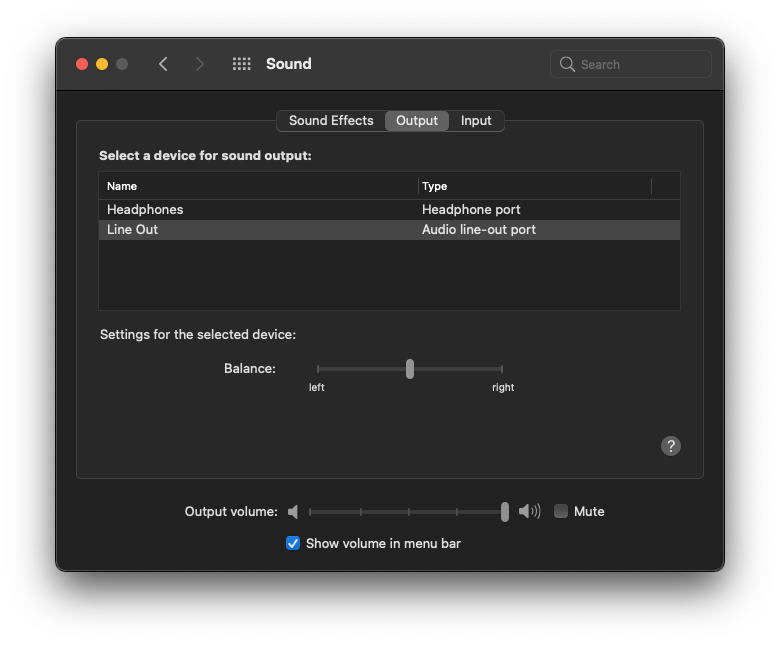 Sound
Search
Sound Effects Output Input
Select a device for sound output:
Name Type
Headphones Headphone port
Line Out Audio line-out port
Settings for the selected device:
Balance:
left right
?
Output volume: Mute
Show volume in menu bar